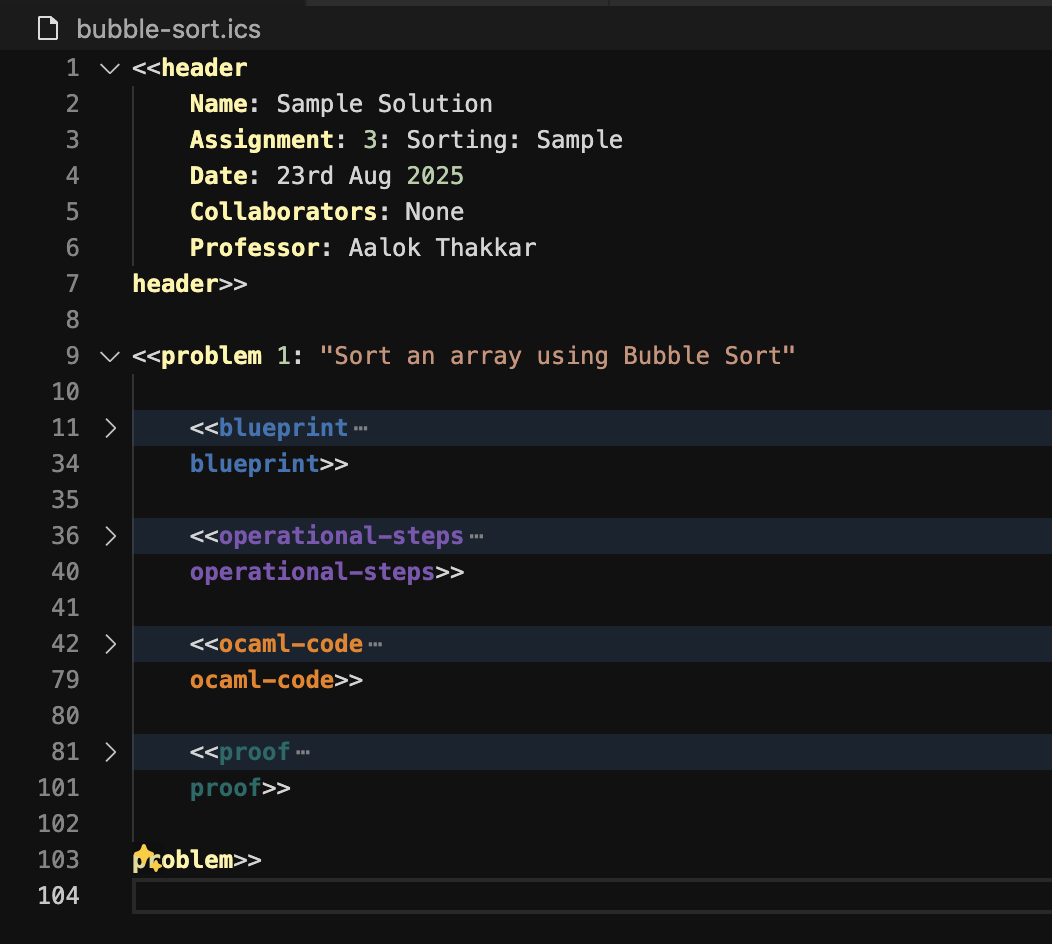 bubble-sort.ics
1 <<header
2 Name: Sample Solution
3 Assignment: 3: Sorting: Sample
4 Date: 23rd Aug 2025
5 Collaborators: None
6 Professor: Aalok Thakkar
7 header>>
8
9 <<problem 1: "Sort an array using Bubble Sort"
10
11 <<blueprint⋯
34 blueprint>>
35
36 <<operational-steps⋯
40 operational-steps>>
41
42 <<ocaml-code⋯
79 ocaml-code>>
80
81 <<proof⋯
101 proof>>
102
103 problem>>
104